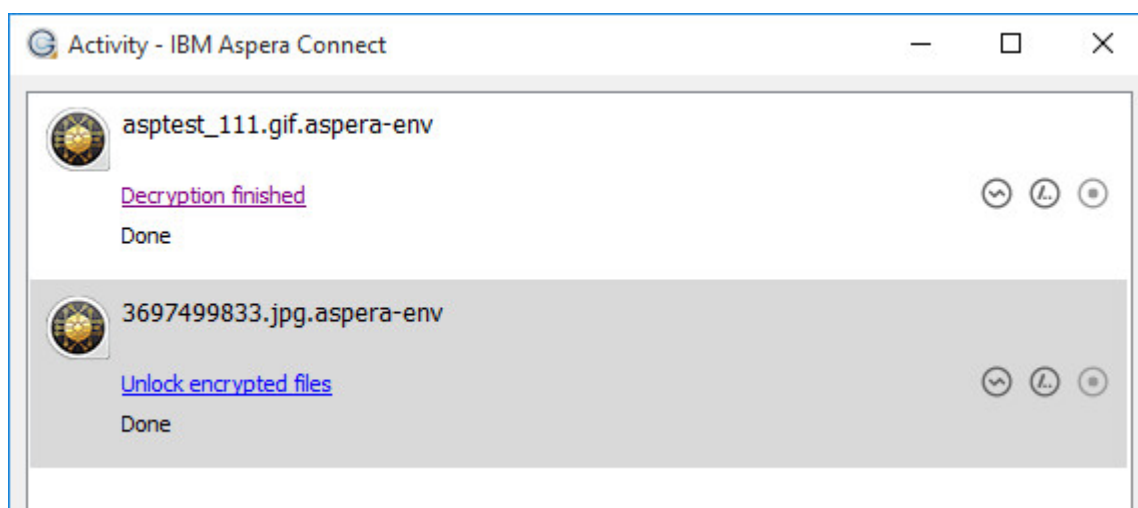 Activity - IBM Aspera Connect
asptest_111.gif.aspera-env
Decryption finished
Done
3697499833.jpg.aspera-env
Unlock encrypted files
Done